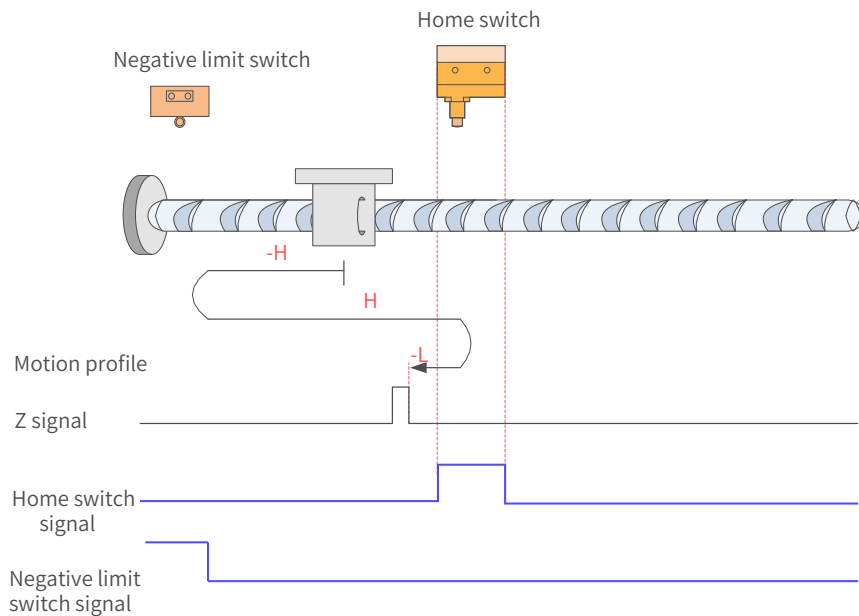 Home switch
Negative limit switch
-H
H
-L
Motion profile
Z signal
Home switch
signal
Negative limit
switch signal